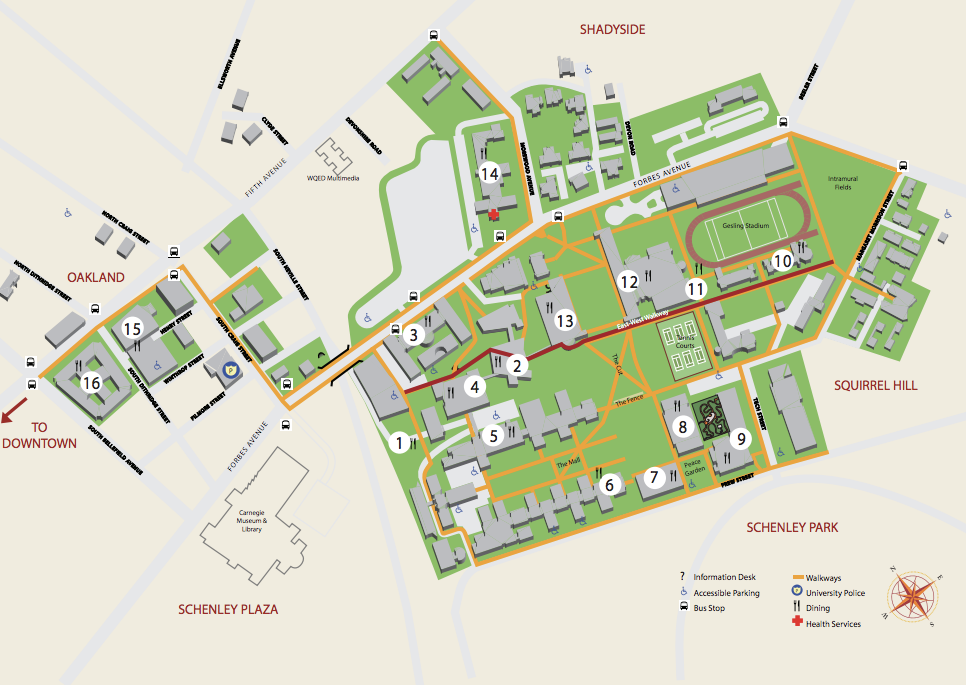 SHADYSIDE
ELLSWORTH AVENUE
BEELER STREET
CLYDE STREET
DEVONSHIRE ROAD
DEVON ROAD
WQED Multimedia
FIFTH AVENUE
14
MOREWOOD AVENUE
FORBES AVENUE
Intramural
Fields
MARGARET MORRISON STREET
NORTH CRAIG STREET
Gesling Stadium
OAKLAND
NORTH DITHRIDGE STREET
SOUTH NEVILLE STREET
10
12
11
15
HENRY STREET
SOUTH CRAIG STREET
3
13
East-West Walkway
Tennis
Courts
WINTHROP STREET
16
SOUTH DITHRIDGE STREET
FILMORE STREET
P
2
The Cut
4
SQUIRREL HILL
TO
DOWNTOWN
SOUTH BELLEFIELD AVENUE
FORBES AVENUE
1
5
The Fence
8
9
TECH STREET
The Mall
6
7
Peace
Garden
FREW STREET
Carnegie
Museum &
Library
SCHENLEY PARK
SCHENLEY PLAZA
? Information Desk
Accessible Parking
Bus Stop
Walkways
P University Police
Dining
Health Services
N
E
W
S